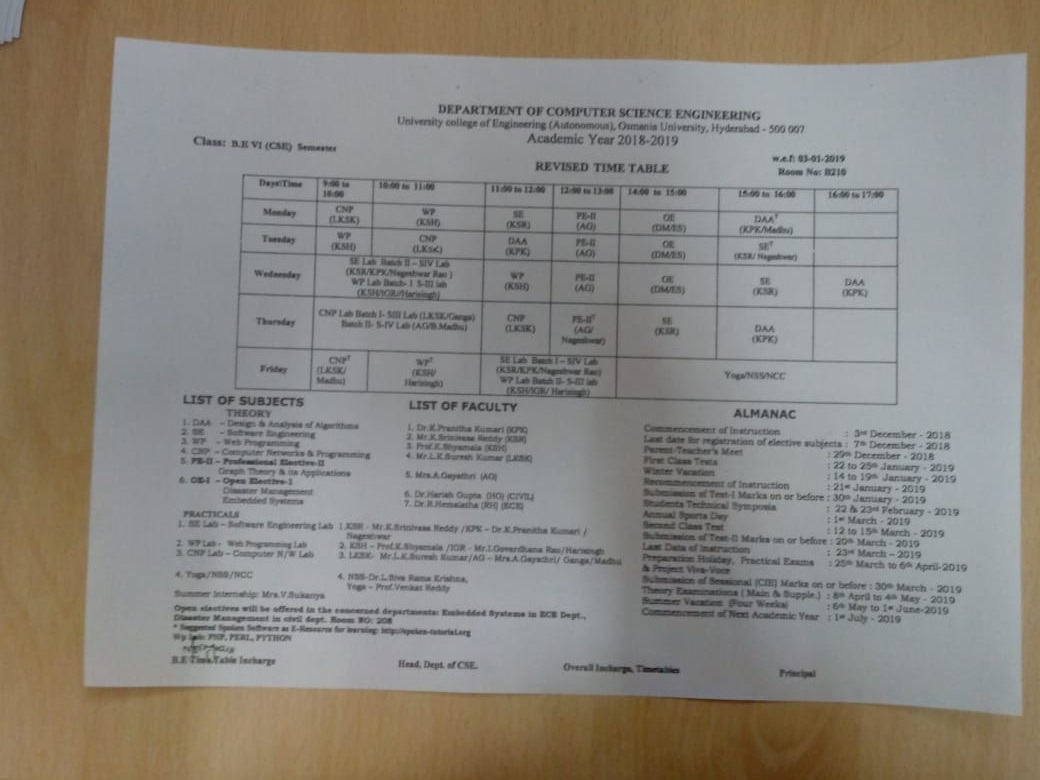 DEPARTMENT OF COMPUTER SCIENCE ENGINEERING
University college of Engineering (Autonomous), Osmania University, Hyderabad - 500 007
Academic Year 2018-2019
Class: B.E VI (CSE) Semester
w.e.f: 03-01-2019
REVISED TIME TABLE
Room No: B210
Days\Time 9:00 to 10:00 10:00 to 11:00 11:00 to 12:00 12:00 to 13:00 14:00 to 15:00 15:00 to 16:00 16:00 to 17:00
Monday CNP (LKSK) WP (KSH) SE (KSR) PE-II (AG) OE (DM/ES) DAAT (KPK/Madhu)
Tuesday WP (KSH) CNP (LKSK) DAA (KPK) PE-II (AG) OE (DM/ES) SET (KSR/ Nageshwar)
Wednesday SE Lab Batch II – SIV Lab (KSR/KPK/Nageshwar Rao ) WP Lab Batch- I S-III lab (KSH/IGR/Harisingh) WP (KSH) PE-II (AG) OE (DM/ES) SE (KSR) DAA (KPK)
Thursday CNP Lab Batch I- SIII Lab (LKSK/Ganga) Batch II- S-IV Lab (AG/B.Madhu) CNP (LKSK) PE-IIT (AG/ Nageshwar) SE (KSR) DAA (KPK)
Friday CNPT (LKSK/ Madhu) WPT (KSH/ Harisingh) SE Lab Batch I – SIV Lab (KSR/KPK/Nageshwar Rao) WP Lab Batch II- S-III lab (KSH/IGR/ Harisingh) Yoga/NSS/NCC
LIST OF SUBJECTS
THEORY
1. DAA – Design & Analysis of Algorithms
2. SE – Software Engineering
3. WP – Web Programming
4. CNP – Computer Networks & Programming
5. PE-II – Professional Elective-II
Graph Theory & its Applications
6. OE-I – Open Elective-1
Disaster Management
Embedded Systems
LIST OF FACULTY
1. Dr.K.Pranitha Kumari (KPK)
2. Mr.K.Srinivasa Reddy (KSR)
3. Prof.K.Shyamala (KSH)
4. Mr.L.K.Suresh Kumar (LKSK)
5. Mrs.A.Gayathri (AG)
6. Dr.Harish Gupta (HG) (CIVIL)
7. Dr.R.Hemalatha (RH) (ECE)
PRACTICALS
1. SE Lab – Software Engineering Lab 1.KSR - Mr.K.Srinivasa Reddy /KPK – Dr.K.Pranitha Kumari /
Nageshwar
2. WP Lab - Web Programming Lab 2. KSH – Prof.K.Shyamala /IGR - Mr.I.Govardhana Rao/Harisingh
3. CNP Lab – Computer N/W Lab 3. LKSK- Mr.L.K.Suresh Kumar/AG – Mrs.A.Gayathri/ Ganga/Madhu
4. Yoga/NSS/NCC 4. NSS-Dr.L.Siva Rama Krishna,
Yoga – Prof.Venkat Reddy
Summer Internship: Mrs.V.Sukanya
Open electives will be offered in the concerned departments: Embedded Systems in ECE Dept.,
Disaster Management in civil dept. Room NO: 208
* Suggested Spoken Software as E-Resource for learning: http://spoken-tutorial.org
Wp Lab: PHP, PERL, PYTHON
ALMANAC
Commencement of Instruction : 3rd December - 2018
Last date for registration of elective subjects : 7th December - 2018
Parent-Teacher's Meet : 29th December - 2018
First Class Tests : 22 to 25th January - 2019
Winter Vacation : 14 to 19th January - 2019
Recommencement of Instruction : 21st January - 2019
Submission of Test-I Marks on or before : 30th January - 2019
Students Technical Symposia : 22 & 23rd February - 2019
Annual Sports Day : 1st March - 2019
Second Class Test : 12 to 15th March - 2019
Submission of Test-II Marks on or before : 20th March - 2019
Last Date of Instruction : 23rd March – 2019
Preparation Holiday, Practical Exams : 25th March to 6th April-2019
& Project Viva-Voce
Submission of Sessional (CIE) Marks on or before : 30th March - 2019
Theory Examinations ( Main & Supple.) : 8th April to 4th May - 2019
Summer Vacation (Four Weeks) : 6th May to 1st June-2019
Commencement of Next Academic Year : 1st July - 2019
B.E Time Table Incharge
Head, Dept. of CSE.
Overall Incharge, Timetables
Principal